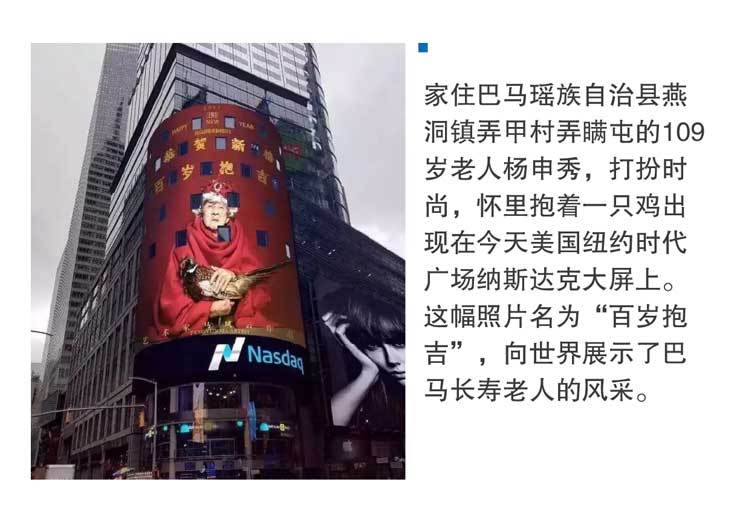 HAPPY
NEW
YEAR
恭贺新禧
百岁抱吉
Nasdaq
家住巴马瑶族自治县燕
洞镇弄甲村弄瞒屯的109
岁老人杨申秀，打扮时
尚，怀里抱着一只鸡出
现在今天美国纽约时代
广场纳斯达克大屏上。
这幅照片名为“百岁抱
吉”，向世界展示了巴
马长寿老人的风采。